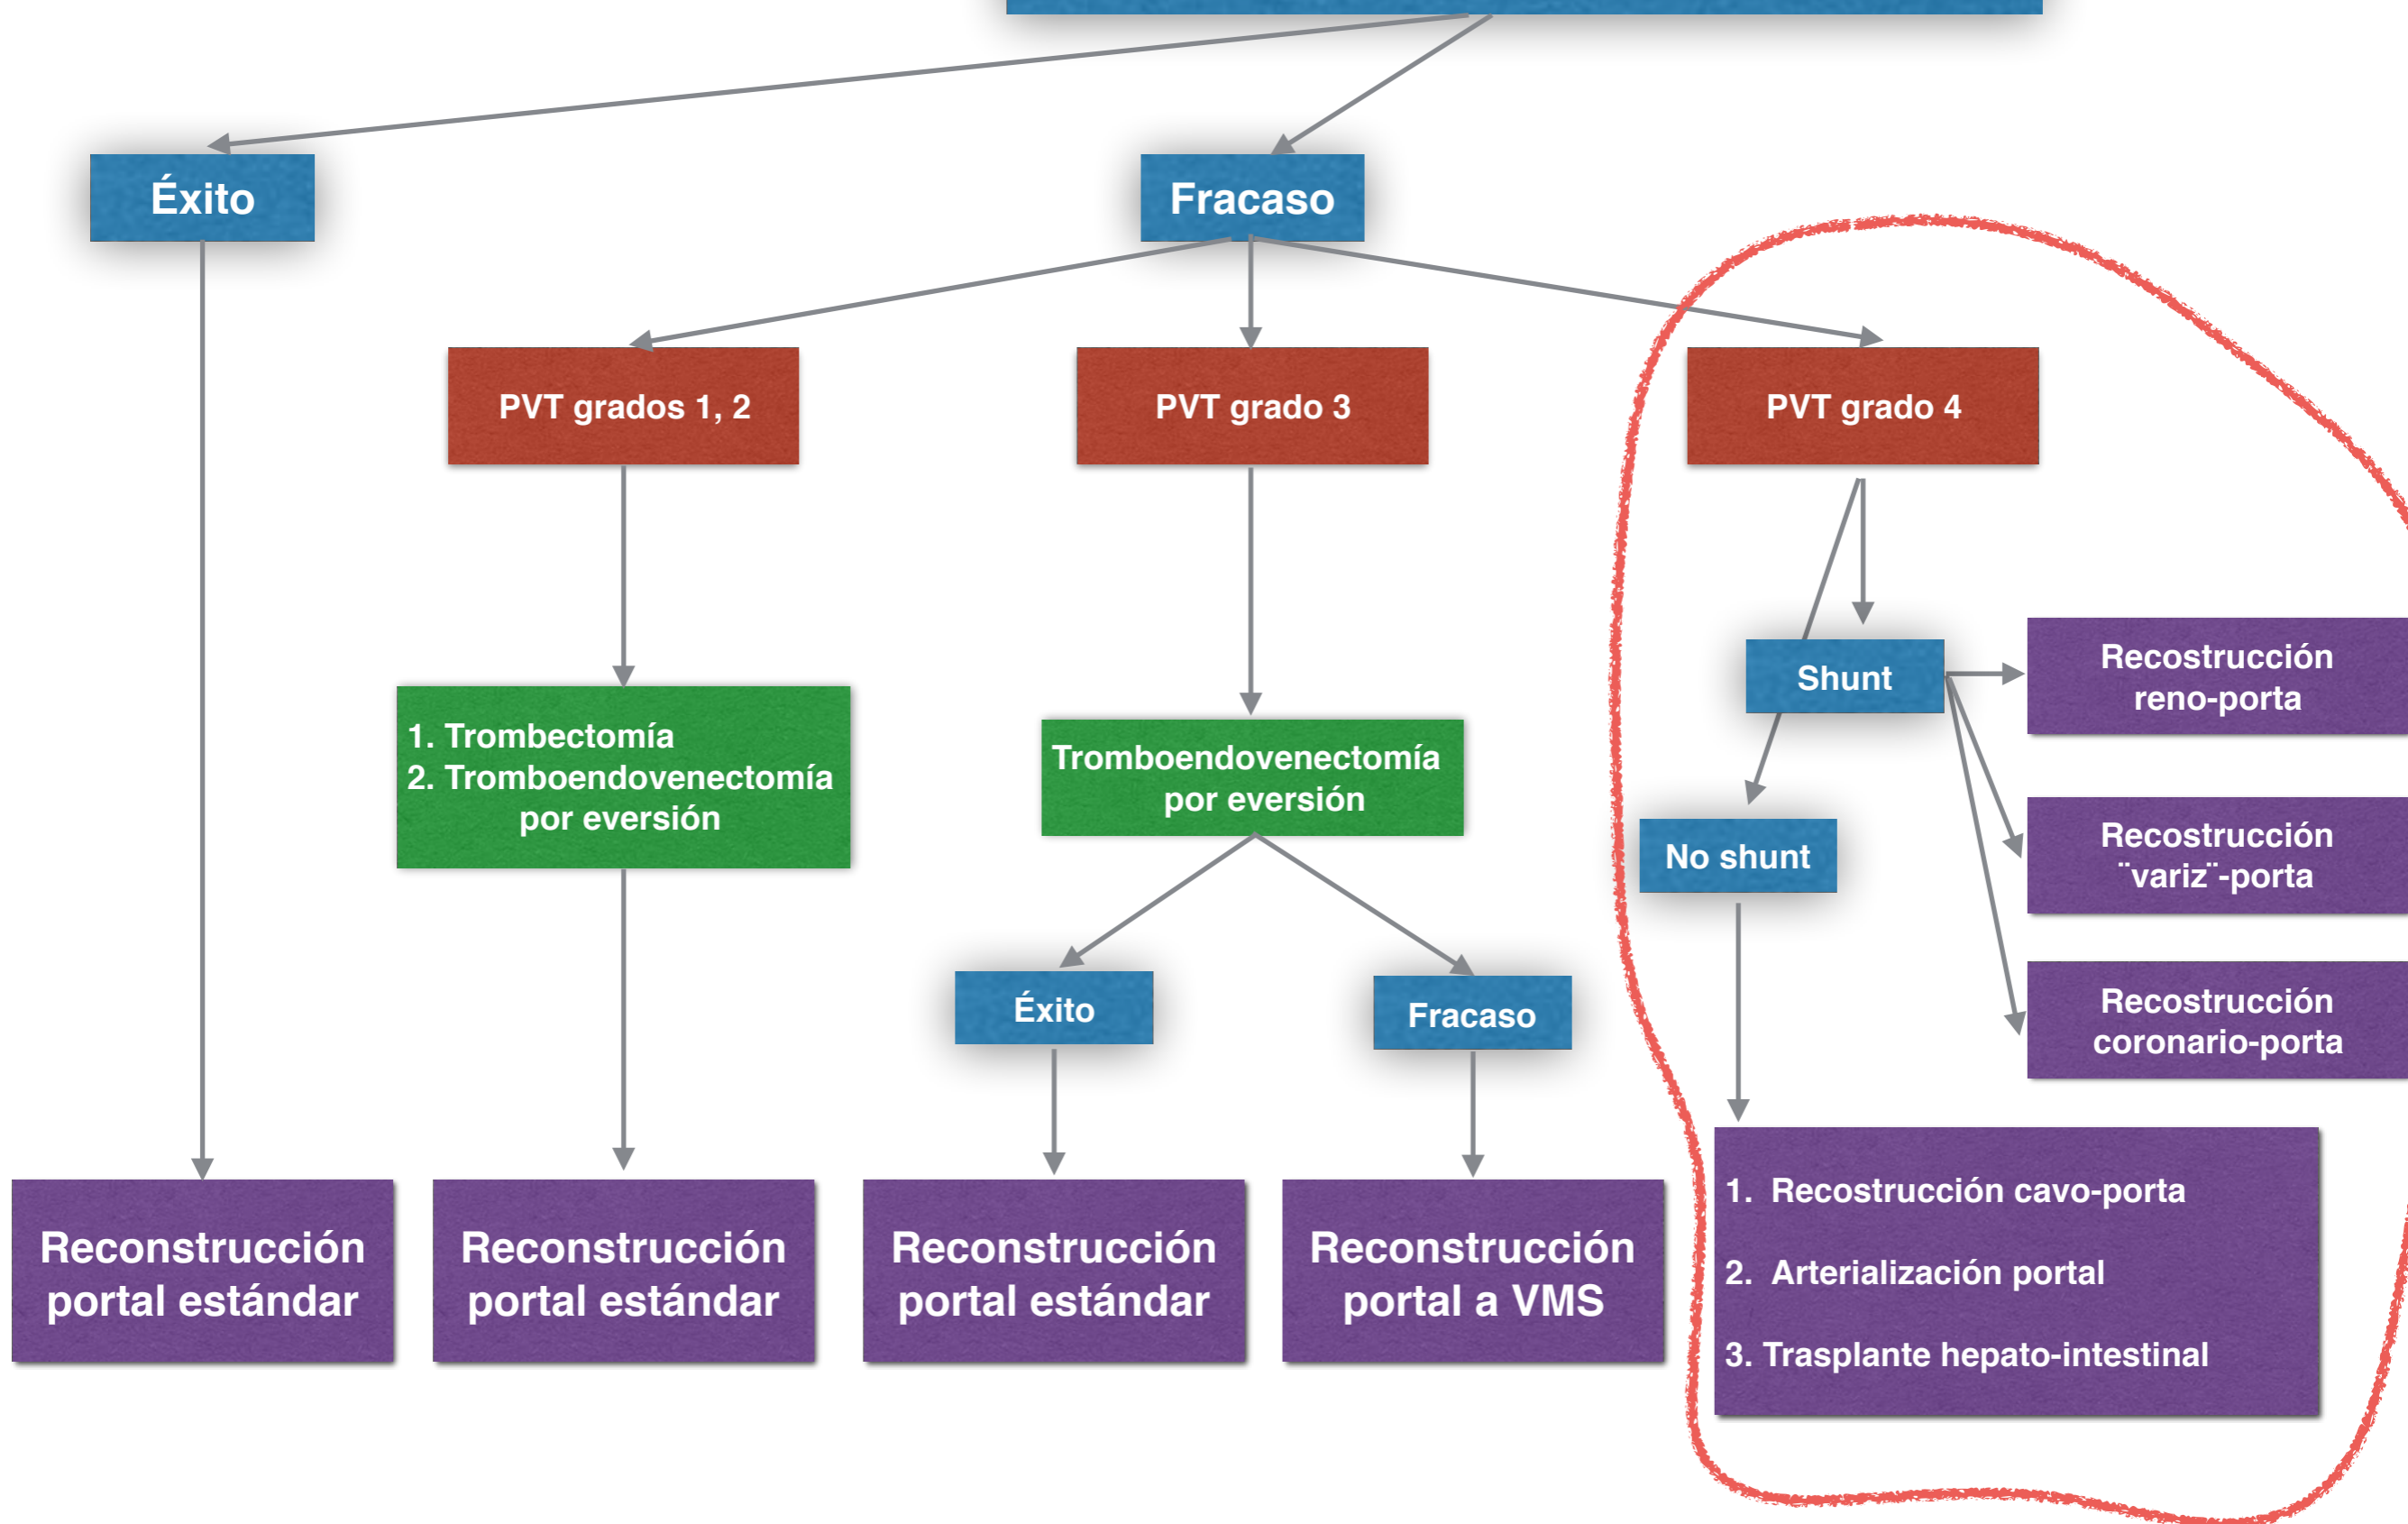 Éxito
Fracaso
PVT grados 1, 2
PVT grado 3
PVT grado 4
1. Trombectomía
2. Tromboendovenectomía
por eversión
Tromboendovenectomía
por eversión
Shunt
No shunt
Recostrucción
reno-porta
Recostrucción
¨variz¨-porta
Recostrucción
coronario-porta
Éxito
Fracaso
Reconstrucción
portal estándar
Reconstrucción
portal estándar
Reconstrucción
portal estándar
Reconstrucción
portal a VMS
1. Recostrucción cavo-porta
2. Arterialización portal
3. Trasplante hepato-intestinal